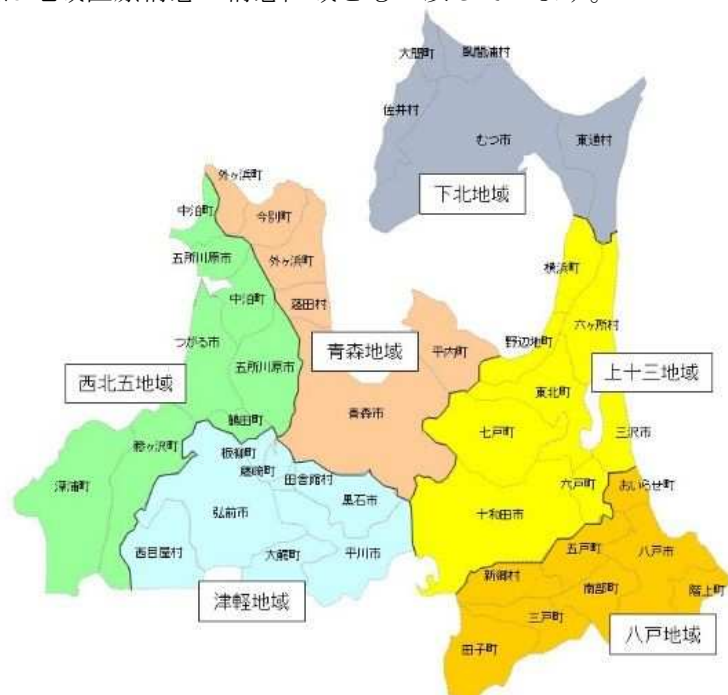 大間町
風間浦村
佐井村
むつ市
東通村
下北地域
外ヶ浜町
中泊町
今別町
五所川原市
外ヶ浜町
横浜町
中泊町
蓬田村
六ヶ所村
つがる市
野辺地町
青森地域
平内町
五所川原市
上十三地域
西北五地域
東北町
青森市
鶴田町
七戸町
三沢市
鰺ヶ沢町
板柳町
藤崎町
田舎館村
六戸町
おいらせ町
深浦町
黒石市
弘前市
十和田市
西目屋村
大鰐町
平川市
五戸町
八戸市
新郷村
南部町
階上町
津軽地域
三戸町
八戸地域
田子町